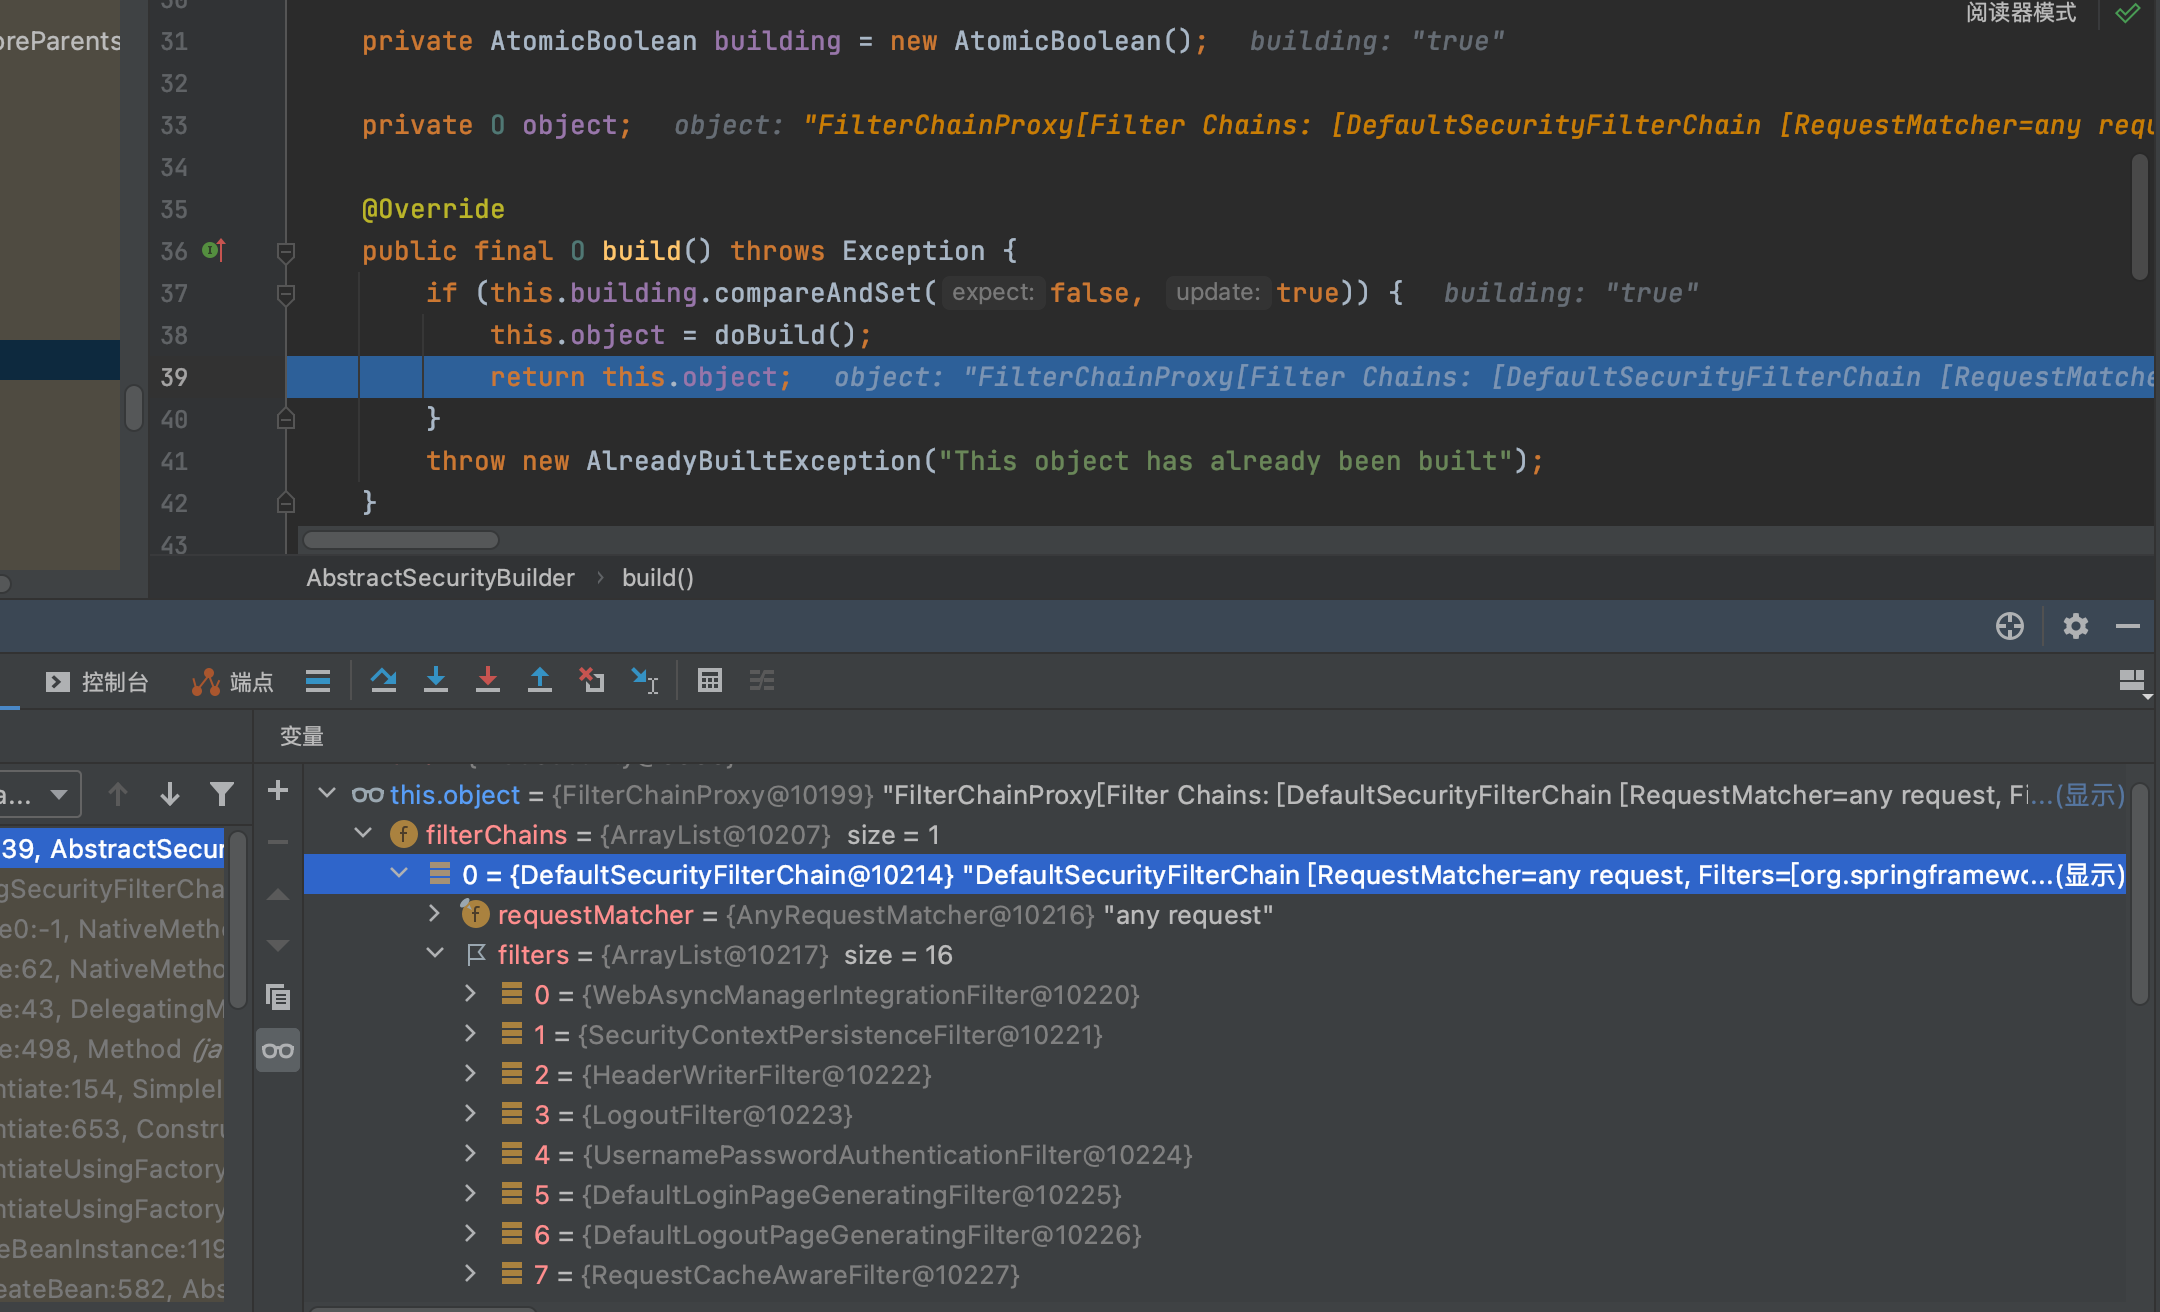 阅读器模式
30
oreParents
31 private AtomicBoolean building = new AtomicBoolean(); building: "true"
32
33 private O object; object: "FilterChainProxy[Filter Chains: [DefaultSecurityFilterChain [RequestMatcher=any requ
34
35 @Override
36 public final O build() throws Exception {
37 if (this.building.compareAndSet( expect: false, update: true)) { building: "true"
38 this.object = doBuild();
39 return this.object; object: "FilterChainProxy[Filter Chains: [DefaultSecurityFilterChain [RequestMatche
40 }
41 throw new AlreadyBuiltException("This object has already been built");
42 }
43
AbstractSecurityBuilder › build()
控制台 端点
变量
a...
this.object = {FilterChainProxy@10199} "FilterChainProxy[Filter Chains: [DefaultSecurityFilterChain [RequestMatcher=any request, Fi...(显示)
filterChains = {ArrayList@10207} size = 1
0 = {DefaultSecurityFilterChain@10214} "DefaultSecurityFilterChain [RequestMatcher=any request, Filters=[org.springframewo...(显示)
requestMatcher = {AnyRequestMatcher@10216} "any request"
filters = {ArrayList@10217} size = 16
0 = {WebAsyncManagerIntegrationFilter@10220}
1 = {SecurityContextPersistenceFilter@10221}
2 = {HeaderWriterFilter@10222}
3 = {LogoutFilter@10223}
4 = {UsernamePasswordAuthenticationFilter@10224}
5 = {DefaultLoginPageGeneratingFilter@10225}
6 = {DefaultLogoutPageGeneratingFilter@10226}
7 = {RequestCacheAwareFilter@10227}
39, AbstractSecur
gSecurityFilterCha
e0:-1, NativeMetho
e:62, NativeMetho
e:43, DelegatingM
e:498, Method (ja
ntiate:154, SimpleI
ntiate:653, Constru
ntiateUsingFactory
ntiateUsingFactory
eBeanInstance:119
eateBean:582, Abs